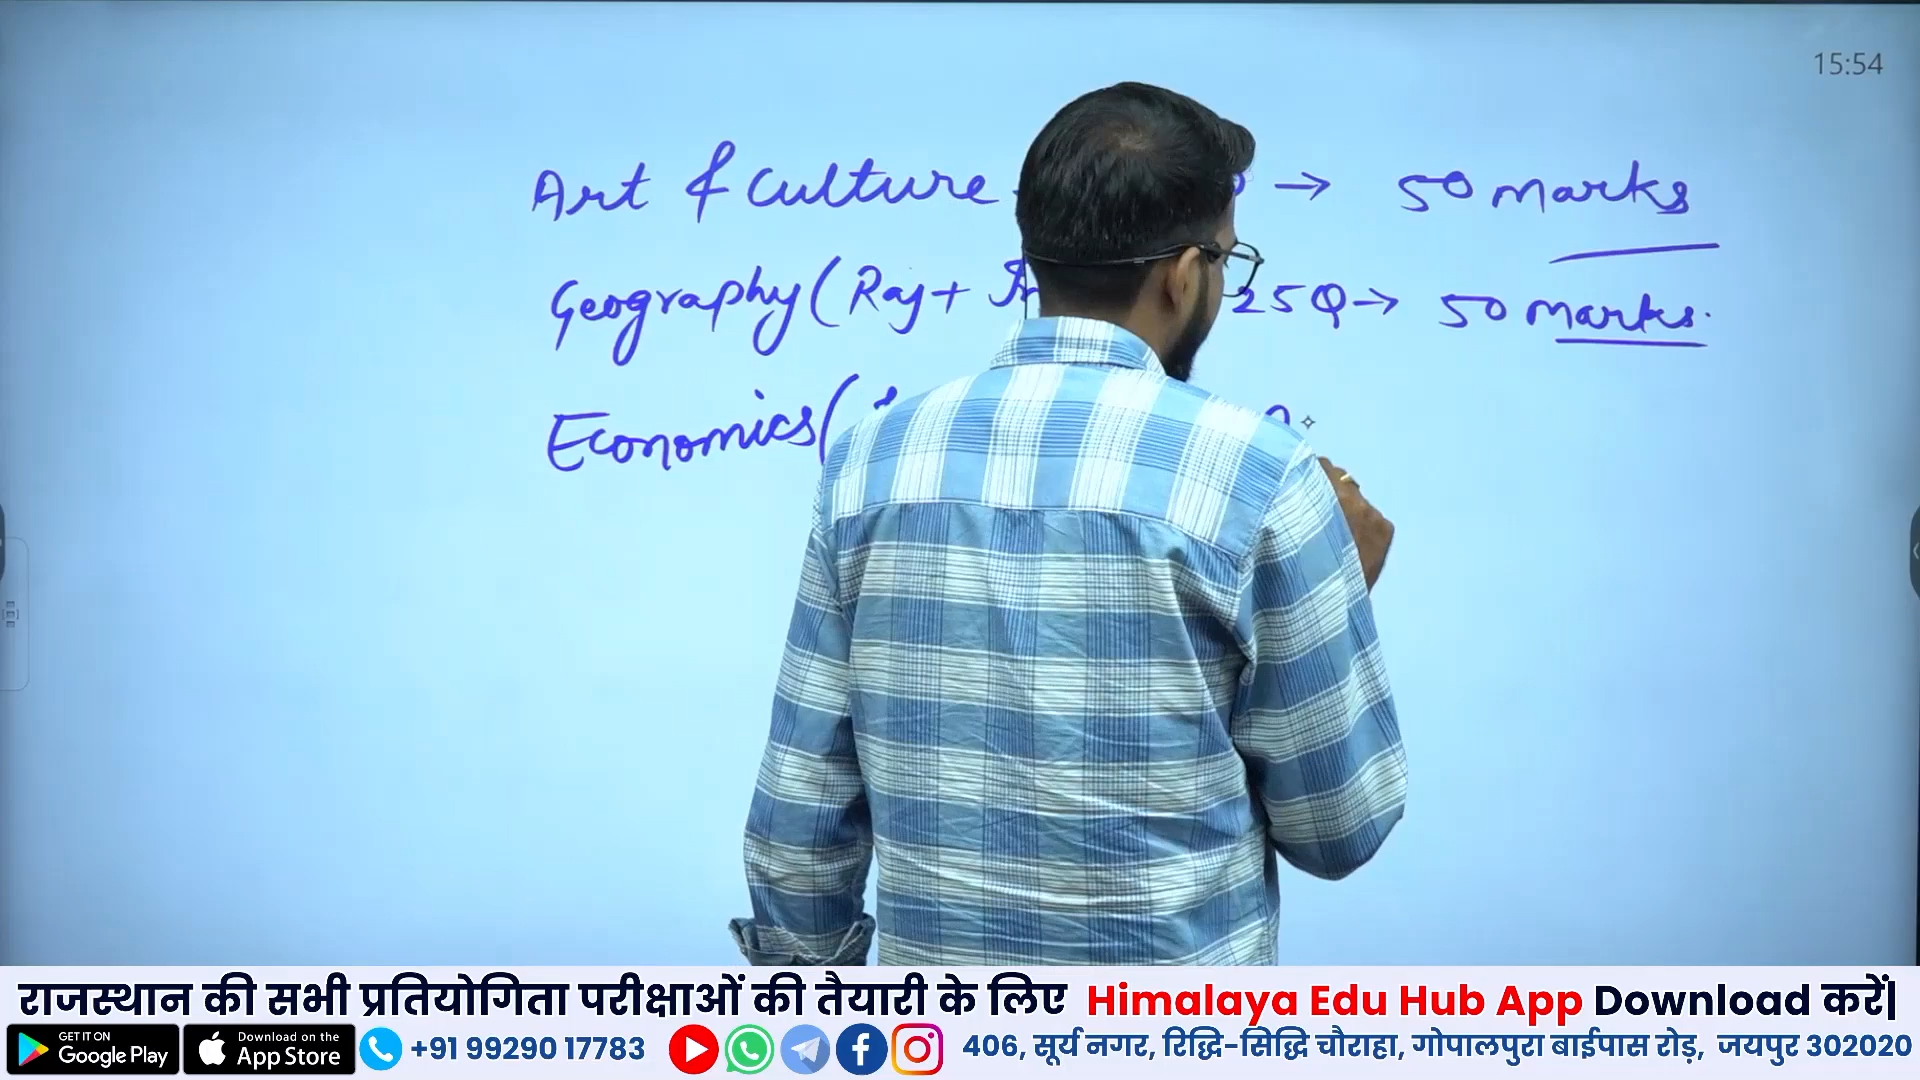 15:54
Art & Culture → 50 marks
Geography (Raj + 25Q → 50 marks.
Economics (
राजस्थान की सभी प्रतियोगिता परीक्षाओं की तैयारी के लिए Himalaya Edu Hub App Download करें|
GET IT ON Google Play Download on the App Store +91 99290 17783 406, सूर्य नगर, रिद्धि-सिद्धि चौराहा, गोपालपुरा बाईपास रोड़, जयपुर 302020